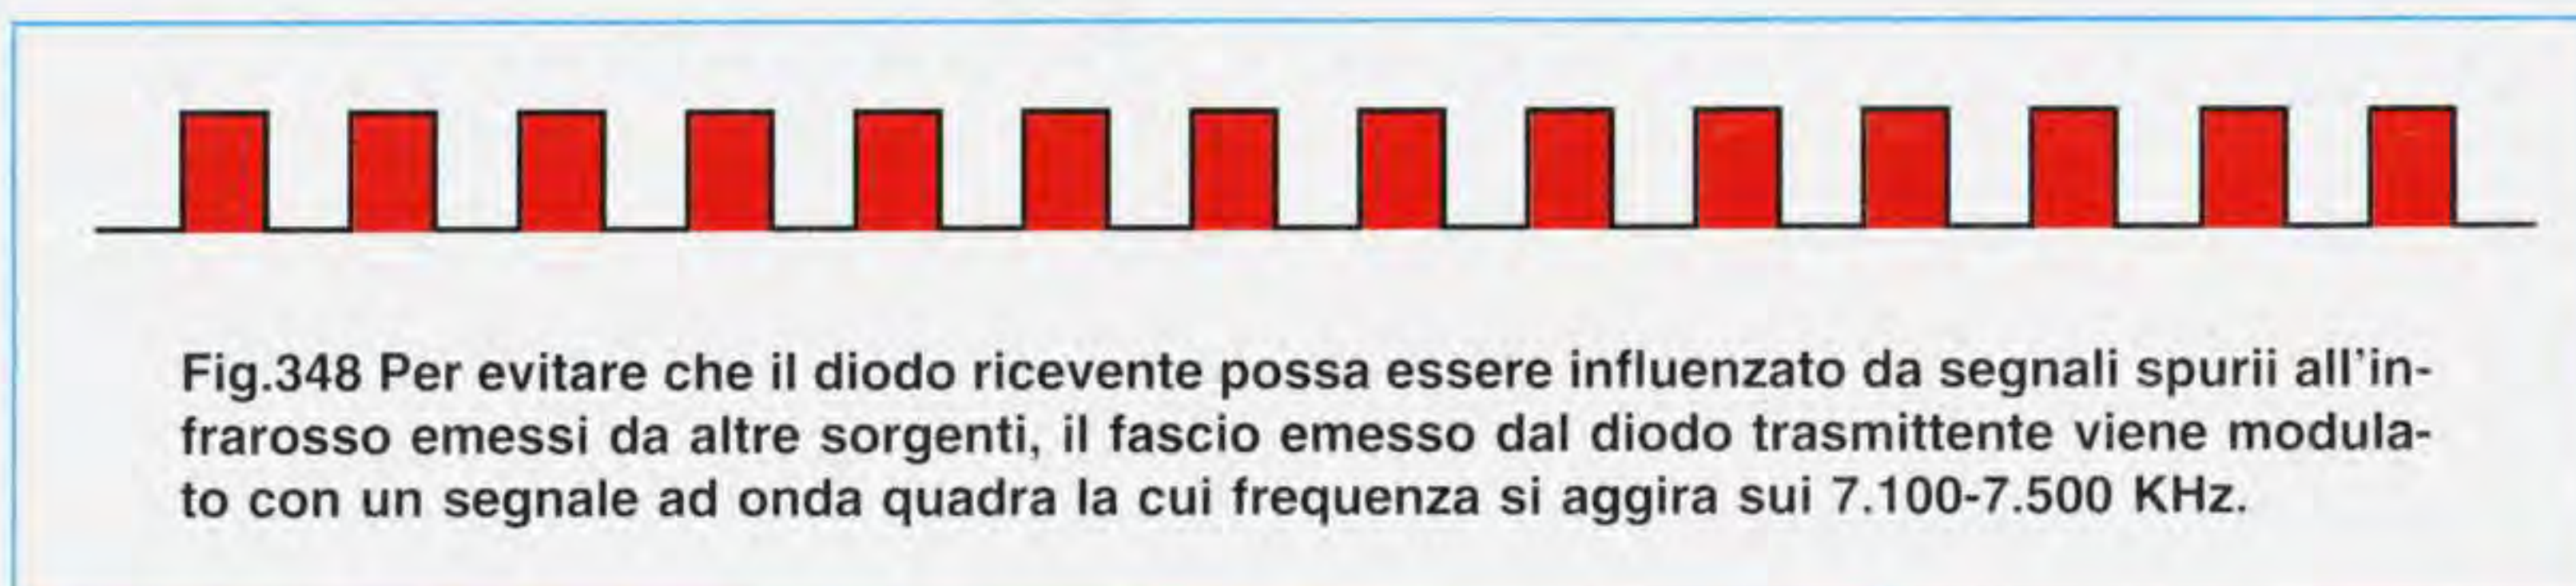 Fig.348 Per evitare che il diodo ricevente possa essere influenzato da segnali spurii all'in-
frarosso emessi da altre sorgenti, il fascio emesso dal diodo trasmittente viene modula-
to con un segnale ad onda quadra la cui frequenza si aggira sui 7.100-7.500 KHz.